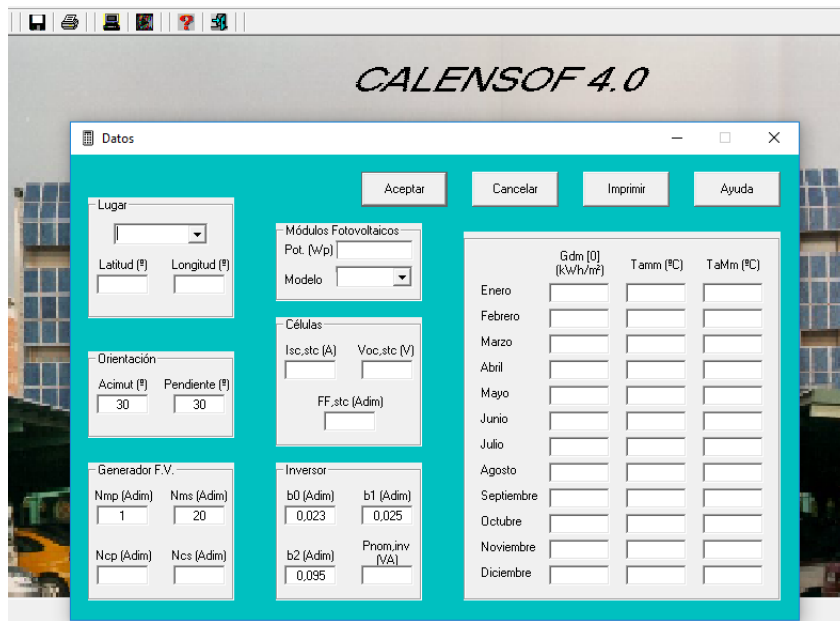 CALENSOF 4.0
Datos
Aceptar
Cancelar
Imprimir
Ayuda
Lugar
Latitud (º)
Longitud (º)
Orientación
Acimut (º)
Pendiente (º)
30
30
Generador F.V.
Nmp (Adim)
Nms (Adim)
1
20
Ncp (Adim)
Ncs (Adim)
Módulos Fotovoltaicos
Pot. (Wp)
Modelo
Células
Isc,stc (A)
Voc,stc (V)
FF,stc (Adim)
Inversor
b0 (Adim)
b1 (Adim)
0,023
0,025
b2 (Adim)
Pnom,inv
(VA)
0,095
Gdm [0]
(kWh/m²)
Tamm (ºC)
TaMm (ºC)
Enero
Febrero
Marzo
Abril
Mayo
Junio
Julio
Agosto
Septiembre
Octubre
Noviembre
Diciembre